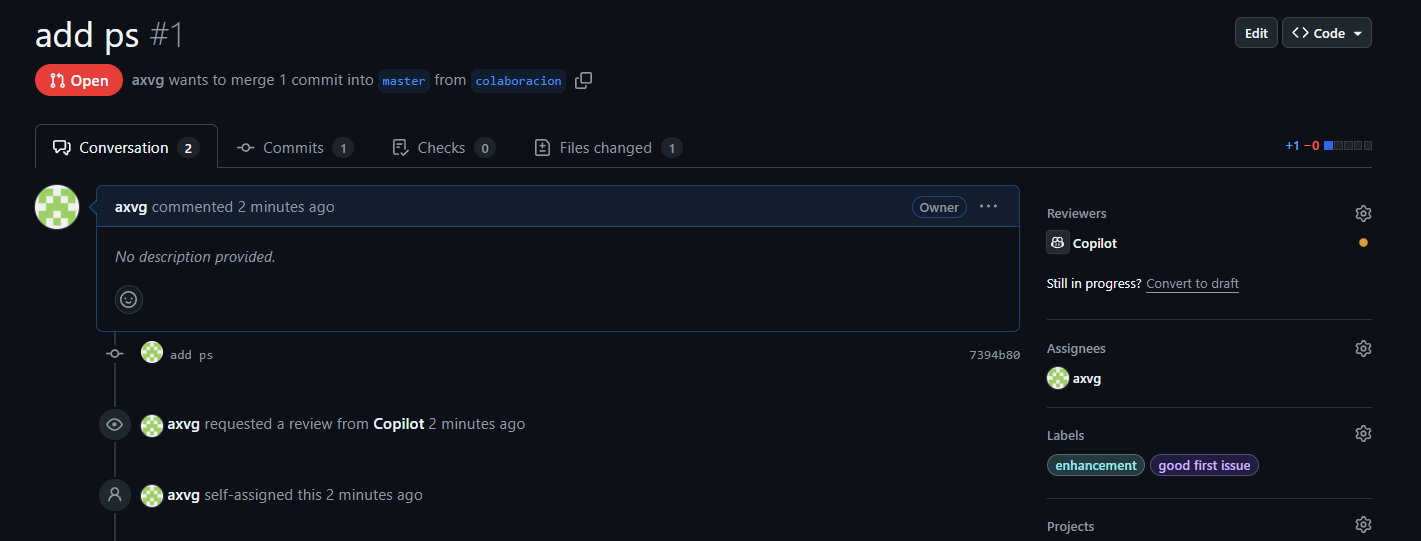 add ps #1
Edit
Code
Open
axvg wants to merge 1 commit into master from colaboracion
Conversation 2
Commits 1
Checks 0
Files changed 1
+1 −0
axvg commented 2 minutes ago
Owner
No description provided.
add ps
7394b80
axvg requested a review from Copilot 2 minutes ago
axvg self-assigned this 2 minutes ago
Reviewers
Copilot
Still in progress? Convert to draft
Assignees
axvg
Labels
enhancement good first issue
Projects